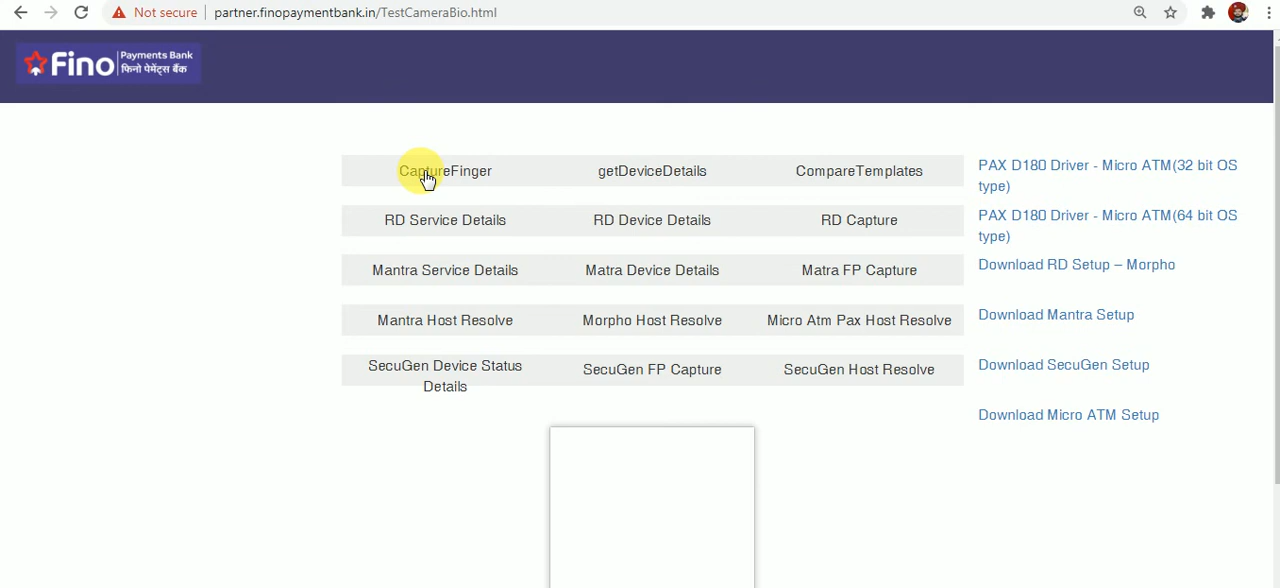 Not secure partner.finopaymentbank.in/TestCameraBio.html
Fino Payments Bank
फिनो पेमेंट्स बैंक
CaptureFinger getDeviceDetails CompareTemplates
PAX D180 Driver - Micro ATM(32 bit OS
type)
RD Service Details RD Device Details RD Capture
PAX D180 Driver - Micro ATM(64 bit OS
type)
Mantra Service Details Matra Device Details Matra FP Capture
Download RD Setup – Morpho
Mantra Host Resolve Morpho Host Resolve Micro Atm Pax Host Resolve
Download Mantra Setup
SecuGen Device Status
Details
SecuGen FP Capture SecuGen Host Resolve
Download SecuGen Setup
Download Micro ATM Setup